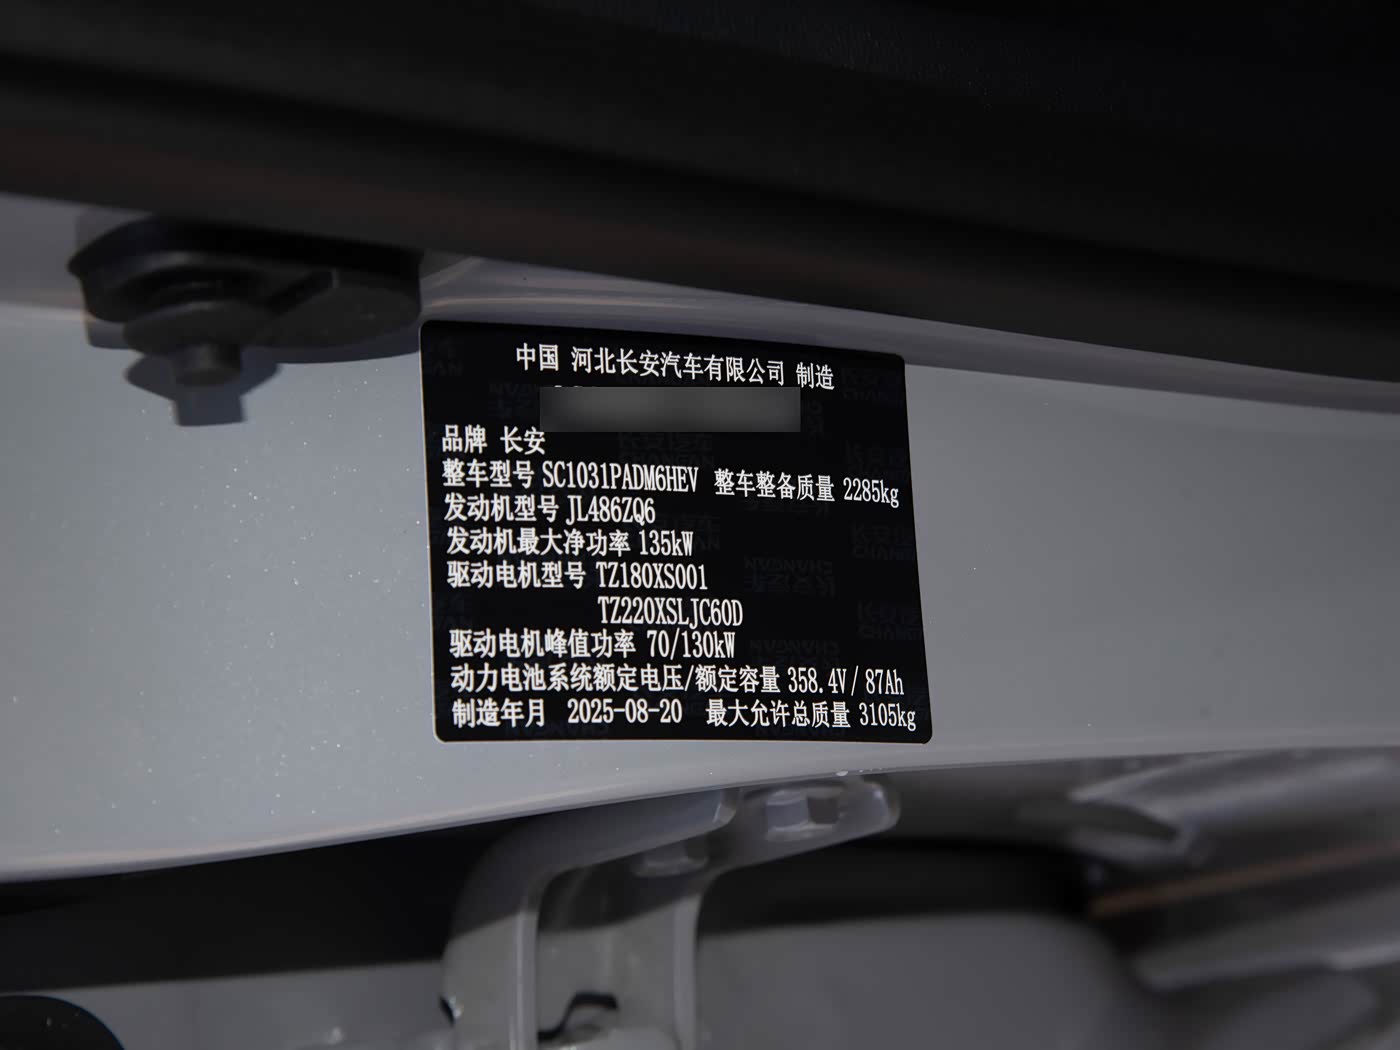 中国 河北长安汽车有限公司 制造
品牌 长安
整车型号 SC1031PADM6HEV 整车整备质量 2285kg
发动机型号 JL486ZQ6
发动机最大净功率 135kW
驱动电机型号 TZ180XS001
TZ220XSLJC60D
驱动电机峰值功率 70/130kW
动力电池系统额定电压/额定容量 358.4V/ 87Ah
制造年月 2025-08-20 最大允许总质量 3105kg